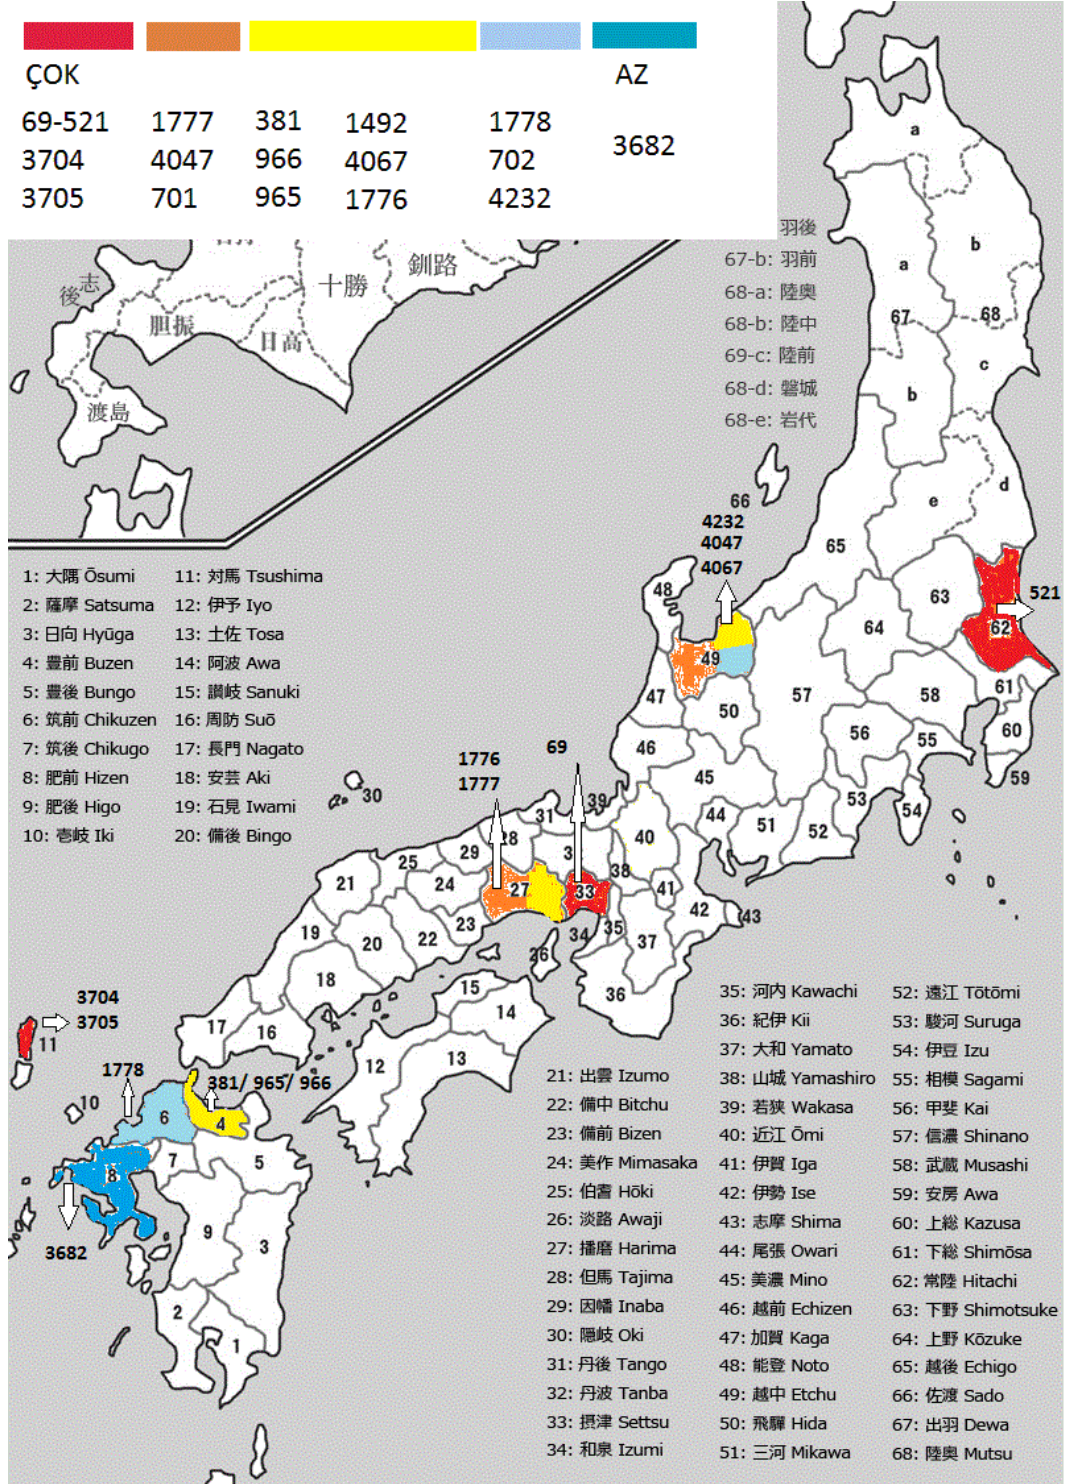 ÇOK AZ
69-521 1777 381 1492 1778
3704 4047 966 4067 702 3682
3705 701 965 1776 4232
十勝
釧路
後志
胆振
日高
渡島
羽後
67-b: 羽前
68-a: 陸奥
68-b: 陸中
69-c: 陸前
68-d: 磐城
68-e: 岩代
a
b
a
67
68
c
b
d
e
66
4232
4047
4067
65
48
63
521
62
64
49
47
50
57
58
61
60
56
55
59
46
45
53
54
44
51
52
1: 大隅 Ōsumi
2: 薩摩 Satsuma
3: 日向 Hyūga
4: 豊前 Buzen
5: 豊後 Bungo
6: 筑前 Chikuzen
7: 筑後 Chikugo
8: 肥前 Hizen
9: 肥後 Higo
10: 壱岐 Iki
11: 対馬 Tsushima
12: 伊予 Iyo
13: 土佐 Tosa
14: 阿波 Awa
15: 讃岐 Sanuki
16: 周防 Suō
17: 長門 Nagato
18: 安芸 Aki
19: 石見 Iwami
20: 備後 Bingo
1776
1777
69
30
39
31
28
29
25
40
38
41
24
27
33
21
42
43
23
35
34
37
19
20
22
26
18
36
15
14
17
16
13
12
3704
3705
11
1778
381/ 965/ 966
10
6
4
7
5
8
3682
9
3
2
1
21: 出雲 Izumo
22: 備中 Bitchu
23: 備前 Bizen
24: 美作 Mimasaka
25: 伯耆 Hōki
26: 淡路 Awaji
27: 播磨 Harima
28: 但馬 Tajima
29: 因幡 Inaba
30: 隠岐 Oki
31: 丹後 Tango
32: 丹波 Tanba
33: 摂津 Settsu
34: 和泉 Izumi
35: 河内 Kawachi
36: 紀伊 Kii
37: 大和 Yamato
38: 山城 Yamashiro
39: 若狭 Wakasa
40: 近江 Ōmi
41: 伊賀 Iga
42: 伊勢 Ise
43: 志摩 Shima
44: 尾張 Owari
45: 美濃 Mino
46: 越前 Echizen
47: 加賀 Kaga
48: 能登 Noto
49: 越中 Etchu
50: 飛騨 Hida
51: 三河 Mikawa
52: 遠江 Tōtōmi
53: 駿河 Suruga
54: 伊豆 Izu
55: 相模 Sagami
56: 甲斐 Kai
57: 信濃 Shinano
58: 武蔵 Musashi
59: 安房 Awa
60: 上総 Kazusa
61: 下総 Shimōsa
62: 常陸 Hitachi
63: 下野 Shimotsuke
64: 上野 Kōzuke
65: 越後 Echigo
66: 佐渡 Sado
67: 出羽 Dewa
68: 陸奥 Mutsu